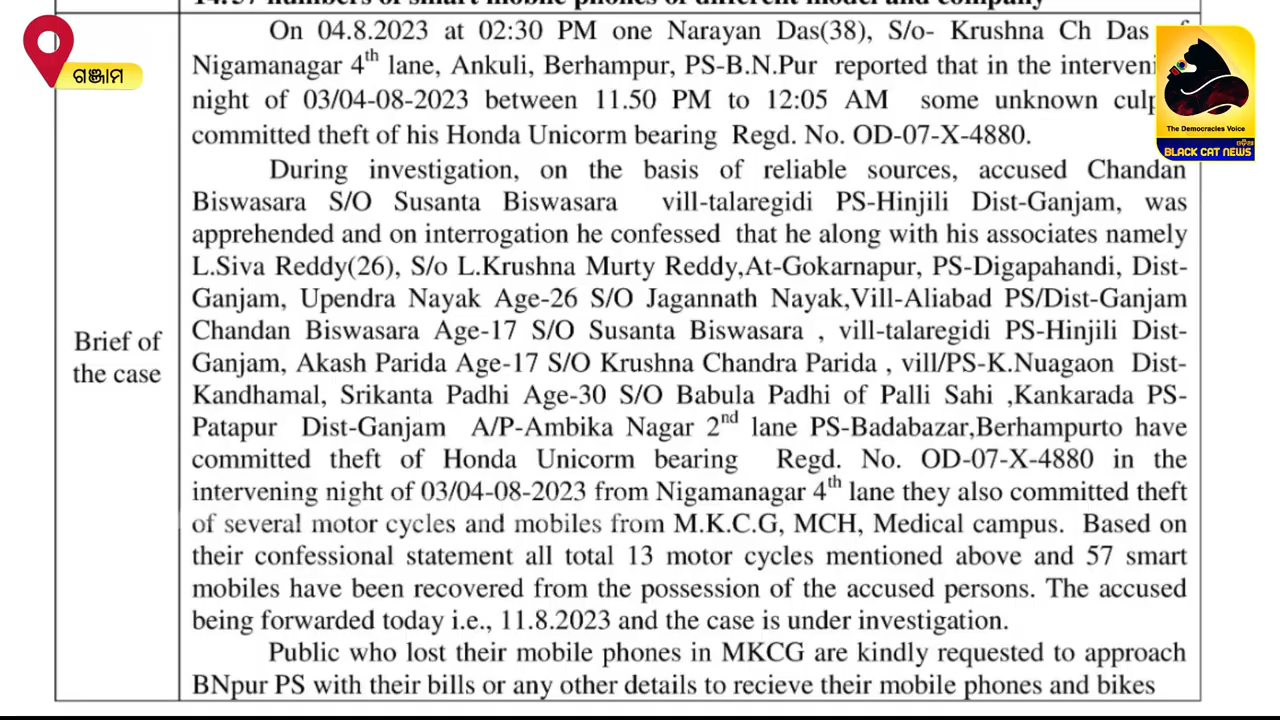 14. 57 numbers of smart mobile phones of different model and company
On 04.8.2023 at 02:30 PM one Narayan Das(38), S/o- Krushna Ch Das
Nigamanagar 4th lane, Ankuli, Berhampur, PS-B.N.Pur reported that in the
night of 03/04-08-2023 between 11.50 PM to 12:05 AM some unknown
committed theft of his Honda Unicorm bearing Regd. No. OD-07-X-4880.
During investigation, on the basis of reliable sources, accused Chandan
Biswasara S/O Susanta Biswasara vill-talaregidi PS-Hinjili Dist-Ganjam, was
apprehended and on interrogation he confessed that he along with his associates namely
L.Siva Reddy(26), S/o L.Krushna Murty Reddy,At-Gokarnapur, PS-Digapahandi, Dist-
Ganjam, Upendra Nayak Age-26 S/O Jagannath Nayak,Vill-Aliabad PS/Dist-Ganjam
Chandan Biswasara Age-17 S/O Susanta Biswasara , vill-talaregidi PS-Hinjili Dist-
Ganjam, Akash Parida Age-17 S/O Krushna Chandra Parida , vill/PS-K.Nuagaon Dist-
Kandhamal, Srikanta Padhi Age-30 S/O Babula Padhi of Palli Sahi ,Kankarada PS-
Patapur Dist-Ganjam A/P-Ambika Nagar 2nd lane PS-Badabazar,Berhampurto have
committed theft of Honda Unicorm bearing Regd. No. OD-07-X-4880 in the
intervening night of 03/04-08-2023 from Nigamanagar 4th lane they also committed theft
of several motor cycles and mobiles from M.K.C.G, MCH, Medical campus. Based on
their confessional statement all total 13 motor cycles mentioned above and 57 smart
mobiles have been recovered from the possession of the accused persons. The accused
being forwarded today i.e., 11.8.2023 and the case is under investigation.
Public who lost their mobile phones in MKCG are kindly requested to approach
BNpur PS with their bills or any other details to recieve their mobile phones and bikes
Brief of
the case
ଗଞ୍ଜାମ
The Democracies Voice
ଓଡ଼ିଆ
BLACK CAT NEWS